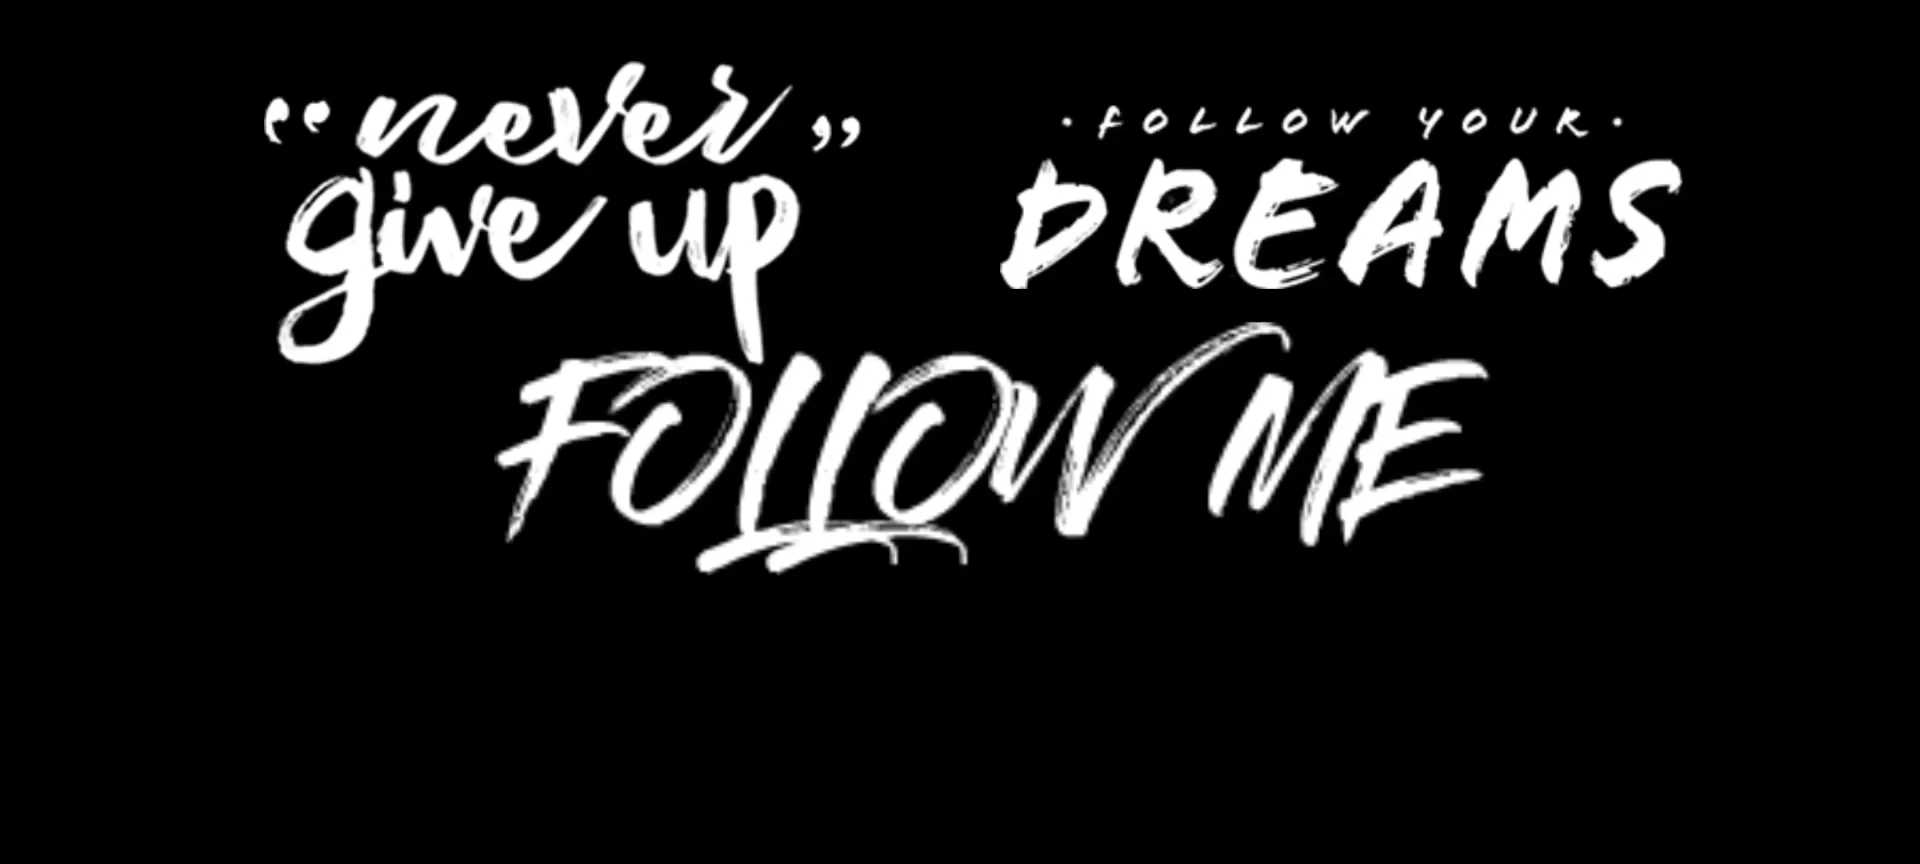 “never”
give up
· FOLLOW YOUR ·
DREAMS
FOLLOW ME